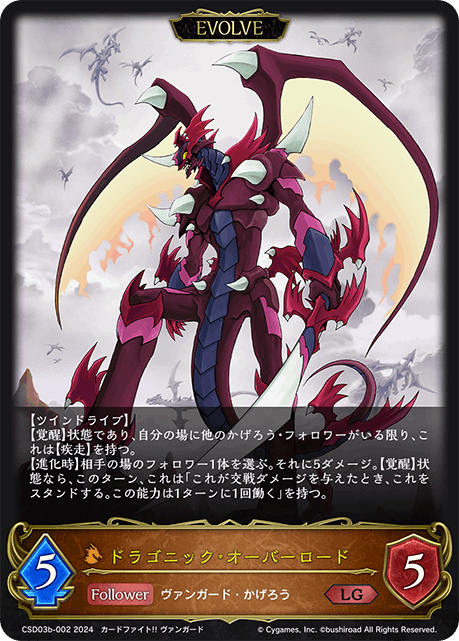 EVOLVE
【ツインドライブ】
【覚醒】状態であり、自分の場に他のかげろう・フォロワーがいる限り、こ
れは【疾走】を持つ。
【進化時】相手の場のフォロワー1体を選ぶ。それに5ダメージ。【覚醒】状
態なら、このターン、これは「これが交戦ダメージを与えたとき、これを
スタンドする。この能力は1ターンに1回働く」を持つ。
ドラゴニック・オーバーロード
5
5
Follower ヴァンガード・かげろう LG
CSD03b-002 2024 カードファイト!! ヴァンガード © Cygames, Inc. ©bushiroad All Rights Reserved.